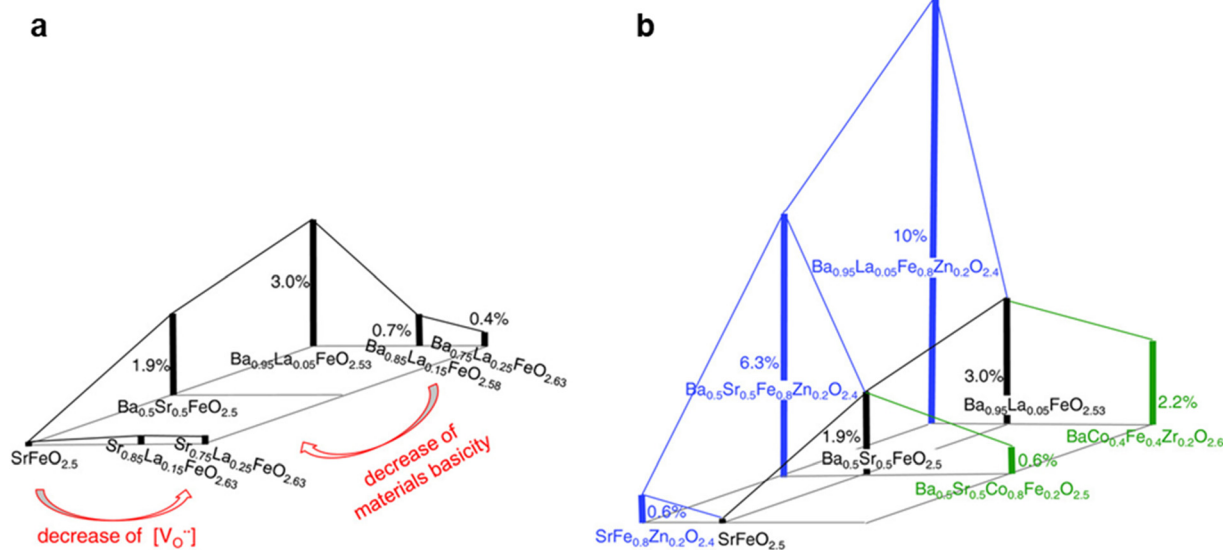 a
3.0%
0.4%
0.7%
1.9%
Ba0.95La0.05FeO2.53
Ba0.85La0.15FeO2.58
Ba0.75La0.25FeO2.63
Ba0.5Sr0.5FeO2.5
SrFeO2.5
Sr0.85La0.15FeO2.63
Sr0.75La0.25FeO2.63
decrease of
materials basicity
decrease of [VO··]
b
10%
Ba0.95La0.05Fe0.8Zn0.2O2.4
6.3%
Ba0.5Sr0.5Fe0.8Zn0.2O2.4
3.0%
Ba0.95La0.05FeO2.53
2.2%
BaCo0.4Fe0.4Zr0.2O2.6
1.9%
Ba0.5Sr0.5FeO2.5
0.6%
Ba0.5Sr0.5Co0.8Fe0.2O2.5
0.6%
SrFe0.8Zn0.2O2.4
SrFeO2.5